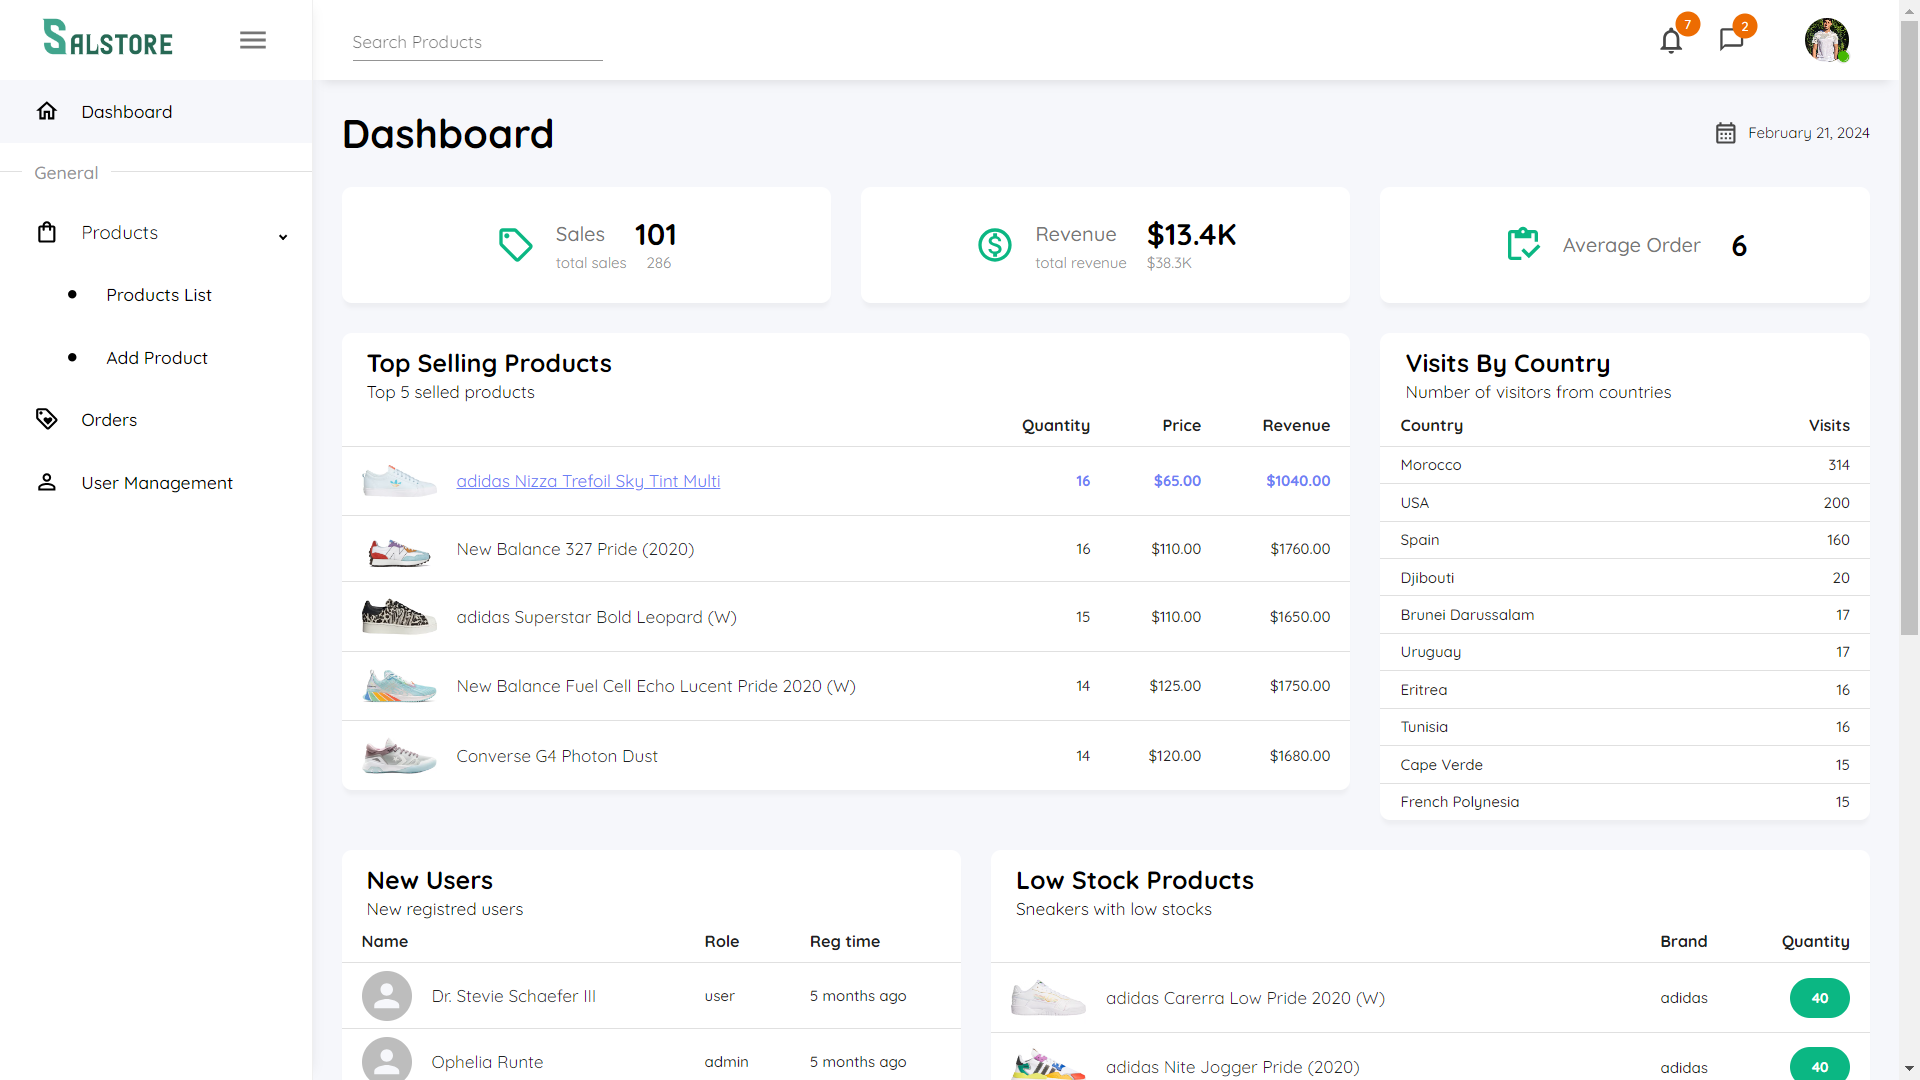 SALSTORE
Search Products
7
2
Dashboard
General
Products
Products List
Add Product
Orders
User Management
Dashboard
February 21, 2024
Sales 101
total sales 286
Revenue $13.4K
total revenue $38.3K
Average Order 6
Top Selling Products
Top 5 selled products
Quantity Price Revenue
adidas Nizza Trefoil Sky Tint Multi 16 $65.00 $1040.00
New Balance 327 Pride (2020) 16 $110.00 $1760.00
adidas Superstar Bold Leopard (W) 15 $110.00 $1650.00
New Balance Fuel Cell Echo Lucent Pride 2020 (W) 14 $125.00 $1750.00
Converse G4 Photon Dust 14 $120.00 $1680.00
Visits By Country
Number of visitors from countries
Country Visits
Morocco 314
USA 200
Spain 160
Djibouti 20
Brunei Darussalam 17
Uruguay 17
Eritrea 16
Tunisia 16
Cape Verde 15
French Polynesia 15
New Users
New registred users
Name Role Reg time
Dr. Stevie Schaefer III user 5 months ago
Ophelia Runte admin 5 months ago
Low Stock Products
Sneakers with low stocks
Brand Quantity
adidas Carerra Low Pride 2020 (W) adidas 40
adidas Nite Jogger Pride (2020) adidas 40